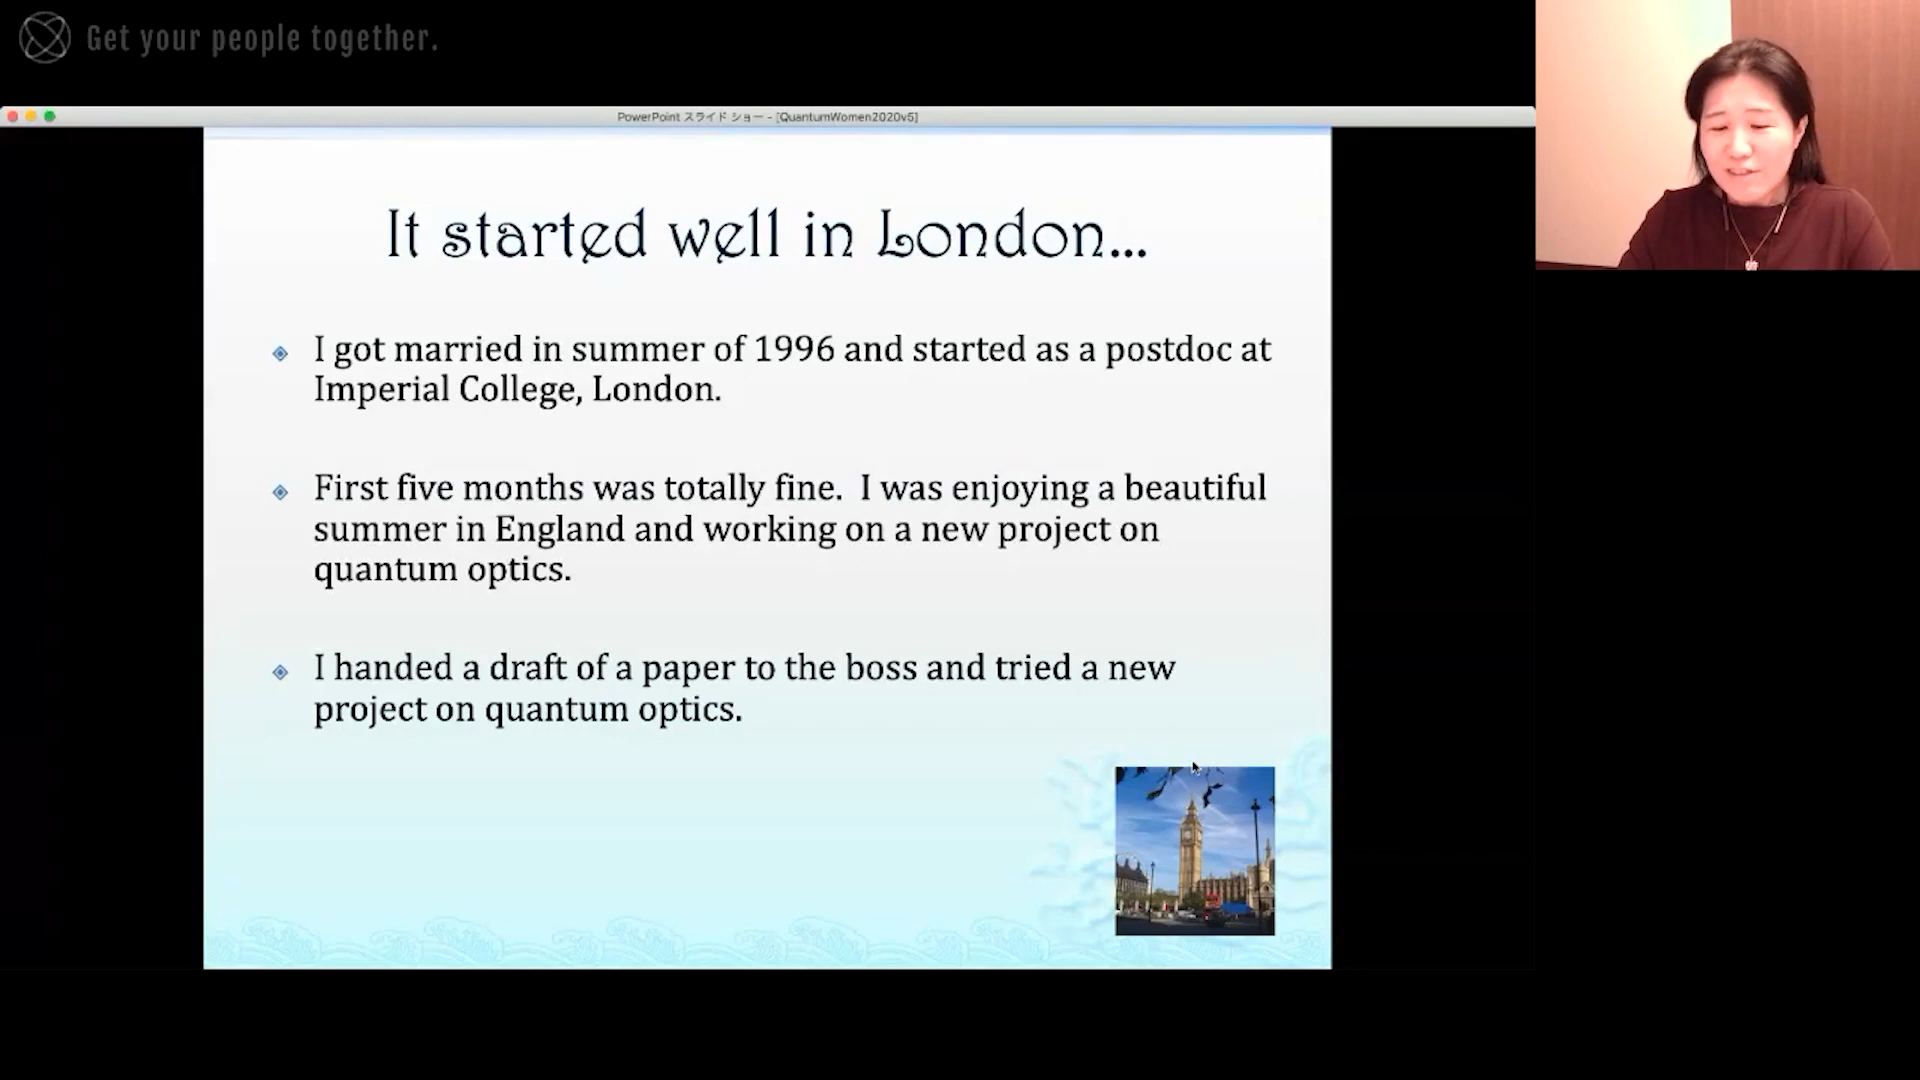 Get your people together.
PowerPoint スライド ショー - [QuantumWomen2020v5]
It started well in London...
I got married in summer of 1996 and started as a postdoc at
Imperial College, London.
First five months was totally fine. I was enjoying a beautiful
summer in England and working on a new project on
quantum optics.
I handed a draft of a paper to the boss and tried a new
project on quantum optics.